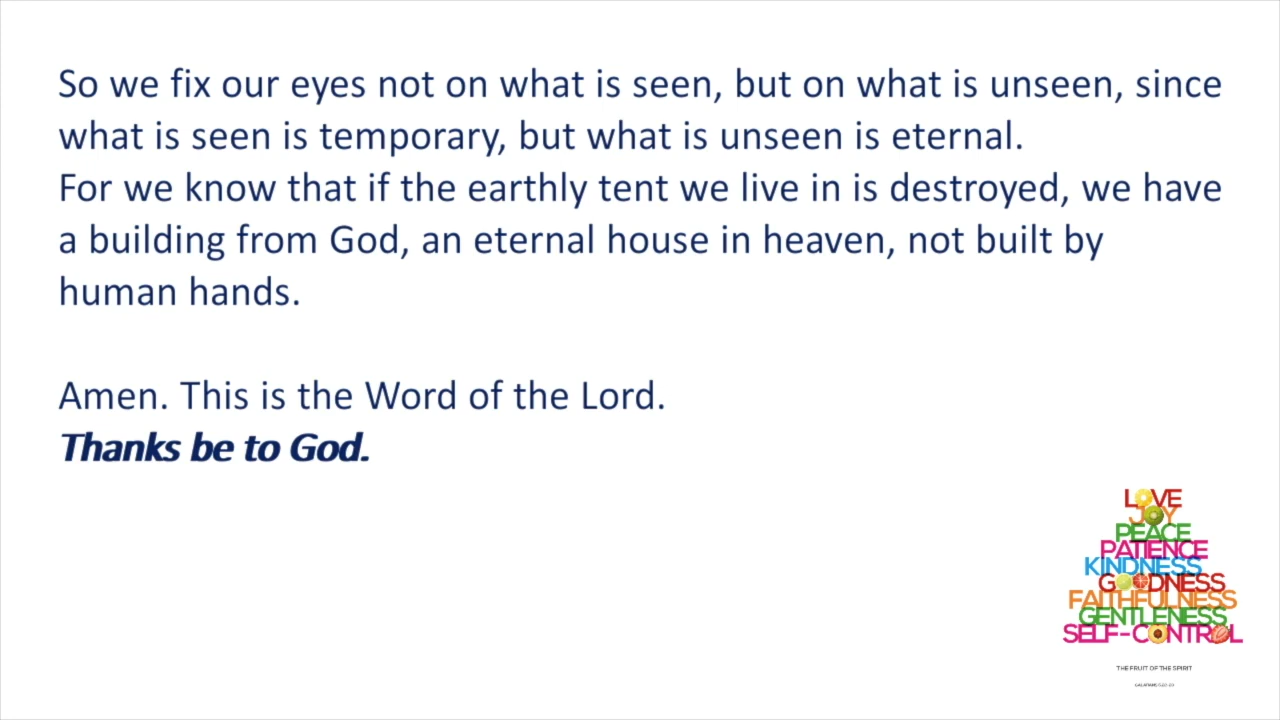 So we fix our eyes not on what is seen, but on what is unseen, since
what is seen is temporary, but what is unseen is eternal.
For we know that if the earthly tent we live in is destroyed, we have
a building from God, an eternal house in heaven, not built by
human hands.
Amen. This is the Word of the Lord.
Thanks be to God.
LOVE
JOY
PEACE
PATIENCE
KINDNESS
GOODNESS
FAITHFULNESS
GENTLENESS
SELF-CONTROL
THE FRUIT OF THE SPIRIT